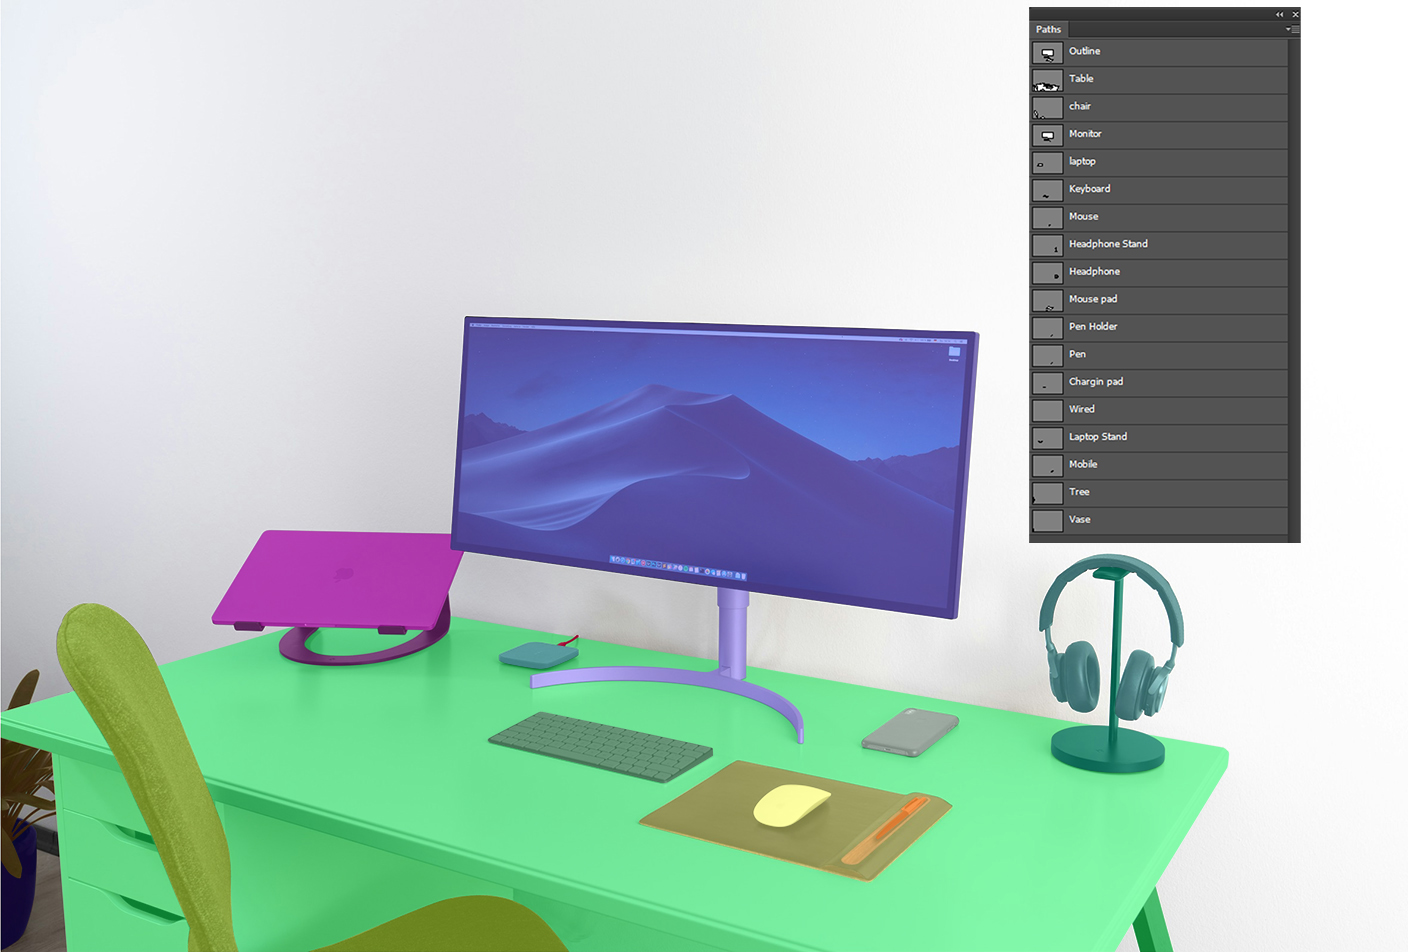 Paths
Outline
Table
chair
Monitor
laptop
Keyboard
Mouse
Headphone Stand
Headphone
Mouse pad
Pen Holder
Pen
Chargin pad
Wired
Laptop Stand
Mobile
Tree
Vase